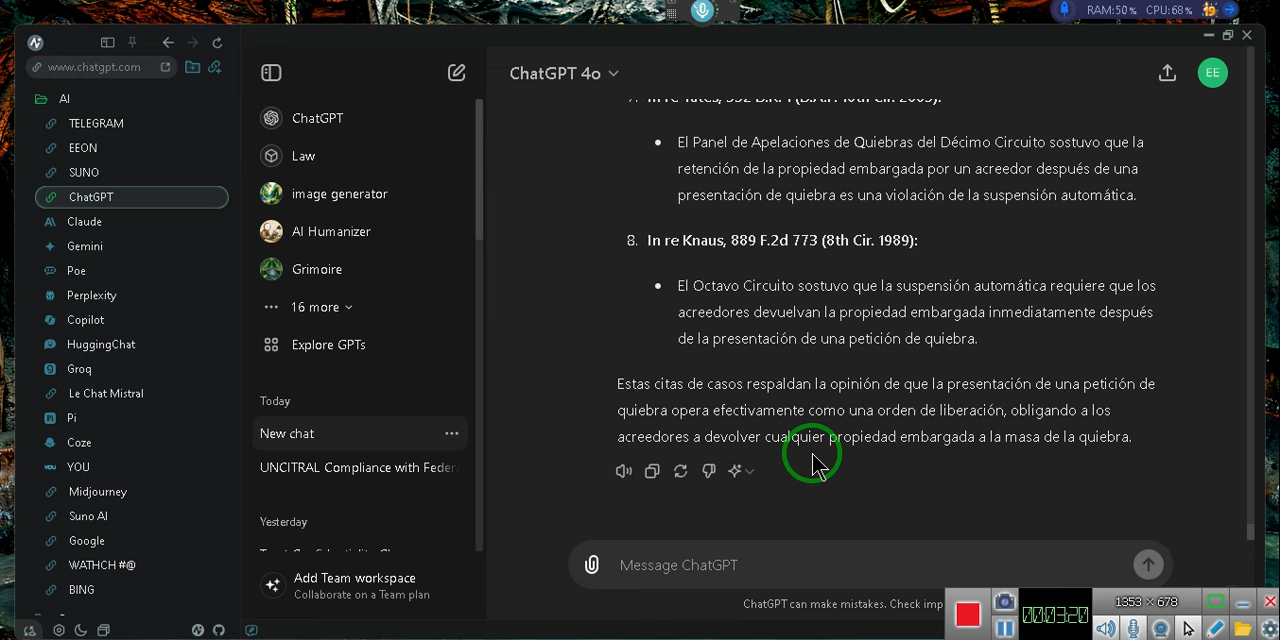 RAM:50% CPU:68% 19
www.chatgpt.com
AI
TELEGRAM
EEON
SUNO
ChatGPT
Claude
Gemini
Poe
Perplexity
Copilot
HuggingChat
Groq
Le Chat Mistral
Pi
Coze
YOU
Midjourney
Suno AI
Google
WATHCH #@
BING
ChatGPT
Law
image generator
AI Humanizer
Grimoire
16 more
Explore GPTs
Today
New chat
UNCITRAL Compliance with Feder
Yesterday
Add Team workspace
Collaborate on a Team plan
ChatGPT 4o
EE
El Panel de Apelaciones de Quiebras del Décimo Circuito sostuvo que la
retención de la propiedad embargada por un acreedor después de una
presentación de quiebra es una violación de la suspensión automática.
8. In re Knaus, 889 F.2d 773 (8th Cir. 1989):
El Octavo Circuito sostuvo que la suspensión automática requiere que los
acreedores devuelvan la propiedad embargada inmediatamente después
de la presentación de una petición de quiebra.
Estas citas de casos respaldan la opinión de que la presentación de una petición de
quiebra opera efectivamente como una orden de liberación, obligando a los
acreedores a devolver cualquier propiedad embargada a la masa de la quiebra.
Message ChatGPT
ChatGPT can make mistakes. Check imp
1353 × 678
00:03:20